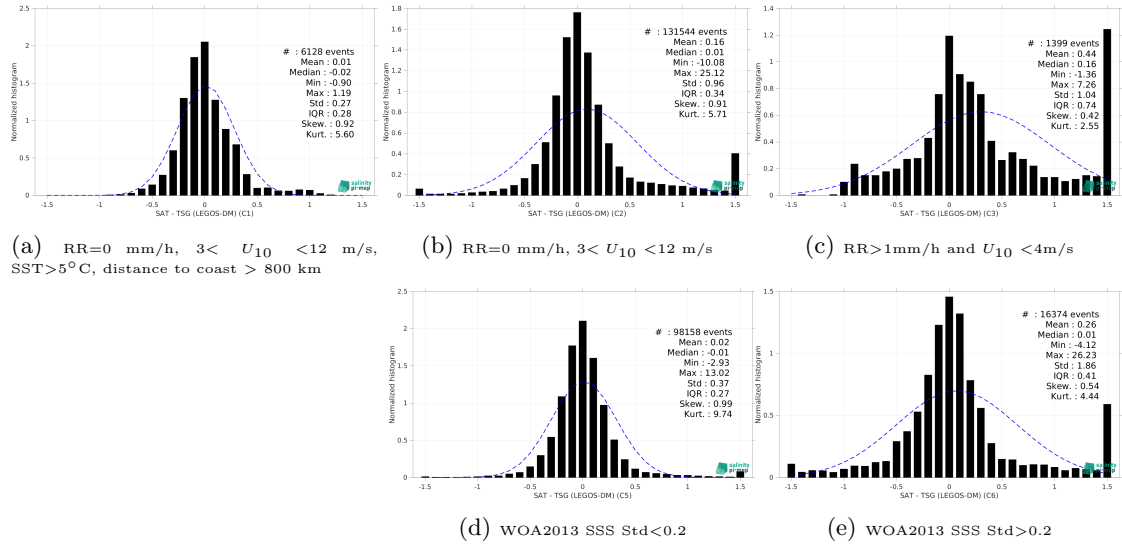 2.5
2
1.5
1
0.5
0
Normalized histogram
# : 6128 events
Mean : 0.01
Median : -0.02
Min : -0.90
Max : 1.19
Std : 0.27
IQR : 0.28
Skew. : 0.92
Kurt. : 5.60
salinity
pi-mep
-1.5 -1 -0.5 0 0.5 1 1.5
SAT - TSG (LEGOS-DM) (C1)
(a) RR=0 mm/h, 3< U10 <12 m/s,
SST>5°C, distance to coast > 800 km
1.8
1.6
1.4
1.2
1
0.8
0.6
0.4
0.2
0
Normalized histogram
# : 131544 events
Mean : 0.16
Median : 0.01
Min : -10.08
Max : 25.12
Std : 0.96
IQR : 0.34
Skew. : 0.91
Kurt. : 5.71
salinity
pi-mep
-1.5 -1 -0.5 0 0.5 1 1.5
SAT - TSG (LEGOS-DM) (C2)
(b) RR=0 mm/h, 3< U10 <12 m/s
1.4
1.2
1
0.8
0.6
0.4
0.2
0
Normalized histogram
# : 1399 events
Mean : 0.44
Median : 0.16
Min : -1.36
Max : 7.26
Std : 1.04
IQR : 0.74
Skew. : 0.42
Kurt. : 2.55
salinity
pi-mep
-1.5 -1 -0.5 0 0.5 1 1.5
SAT - TSG (LEGOS-DM) (C3)
(c) RR>1mm/h and U10 <4m/s
2.5
2
1.5
1
0.5
0
Normalized histogram
# : 98158 events
Mean : 0.02
Median : -0.01
Min : -2.93
Max : 13.02
Std : 0.37
IQR : 0.27
Skew. : 0.99
Kurt. : 9.74
salinity
pi-mep
-1.5 -1 -0.5 0 0.5 1 1.5
SAT - TSG (LEGOS-DM) (C5)
(d) WOA2013 SSS Std<0.2
1.5
1
0.5
0
Normalized histogram
# : 16374 events
Mean : 0.26
Median : 0.01
Min : -4.12
Max : 26.23
Std : 1.86
IQR : 0.41
Skew. : 0.54
Kurt. : 4.44
salinity
pi-mep
-1.5 -1 -0.5 0 0.5 1 1.5
SAT - TSG (LEGOS-DM) (C6)
(e) WOA2013 SSS Std>0.2